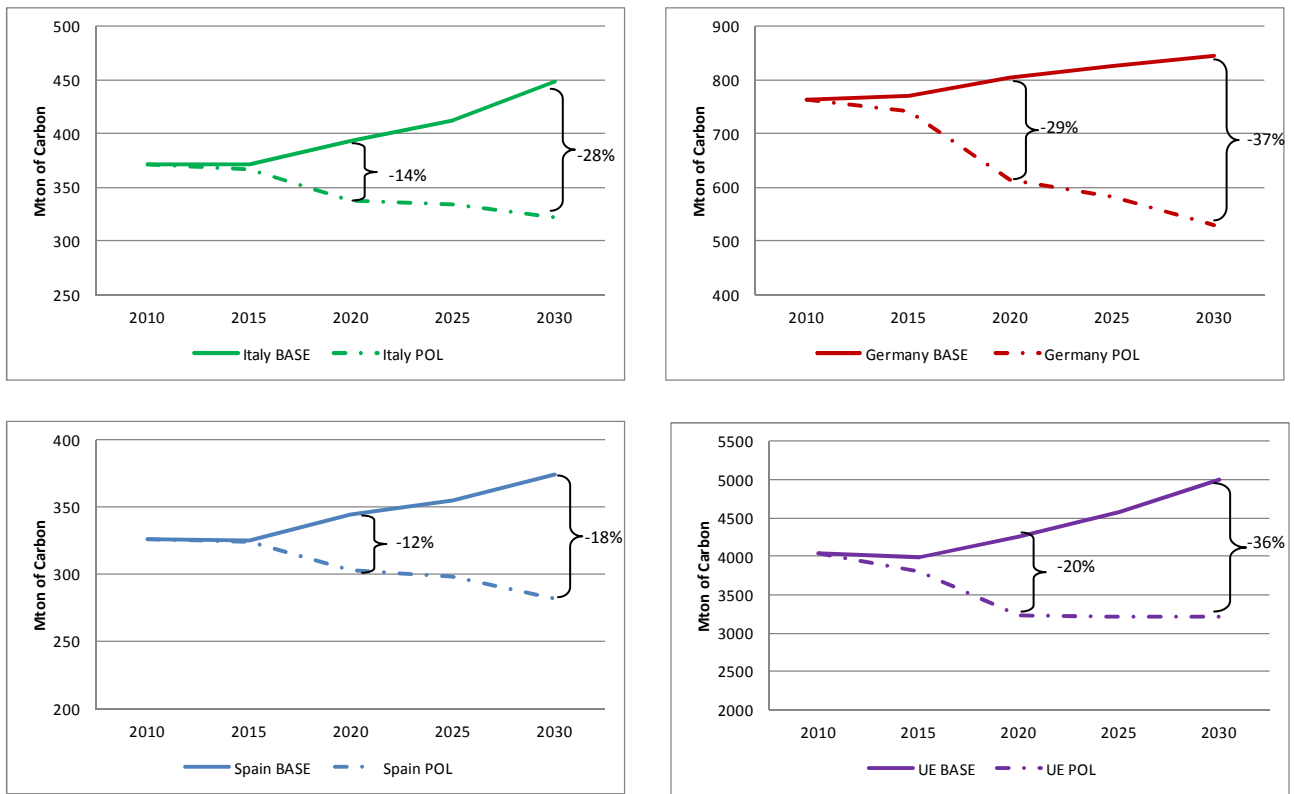 500
450
400
350
300
250
Mton of Carbon
-14%
-28%
2010 2015 2020 2025 2030
Italy BASE Italy POL
900
800
700
600
500
400
Mton of Carbon
-29%
-37%
2010 2015 2020 2025 2030
Germany BASE Germany POL
400
350
300
250
200
Mton of Carbon
-12%
-18%
2010 2015 2020 2025 2030
Spain BASE Spain POL
5500
5000
4500
4000
3500
3000
2500
2000
Mton of Carbon
-20%
-36%
2010 2015 2020 2025 2030
UE BASE UE POL